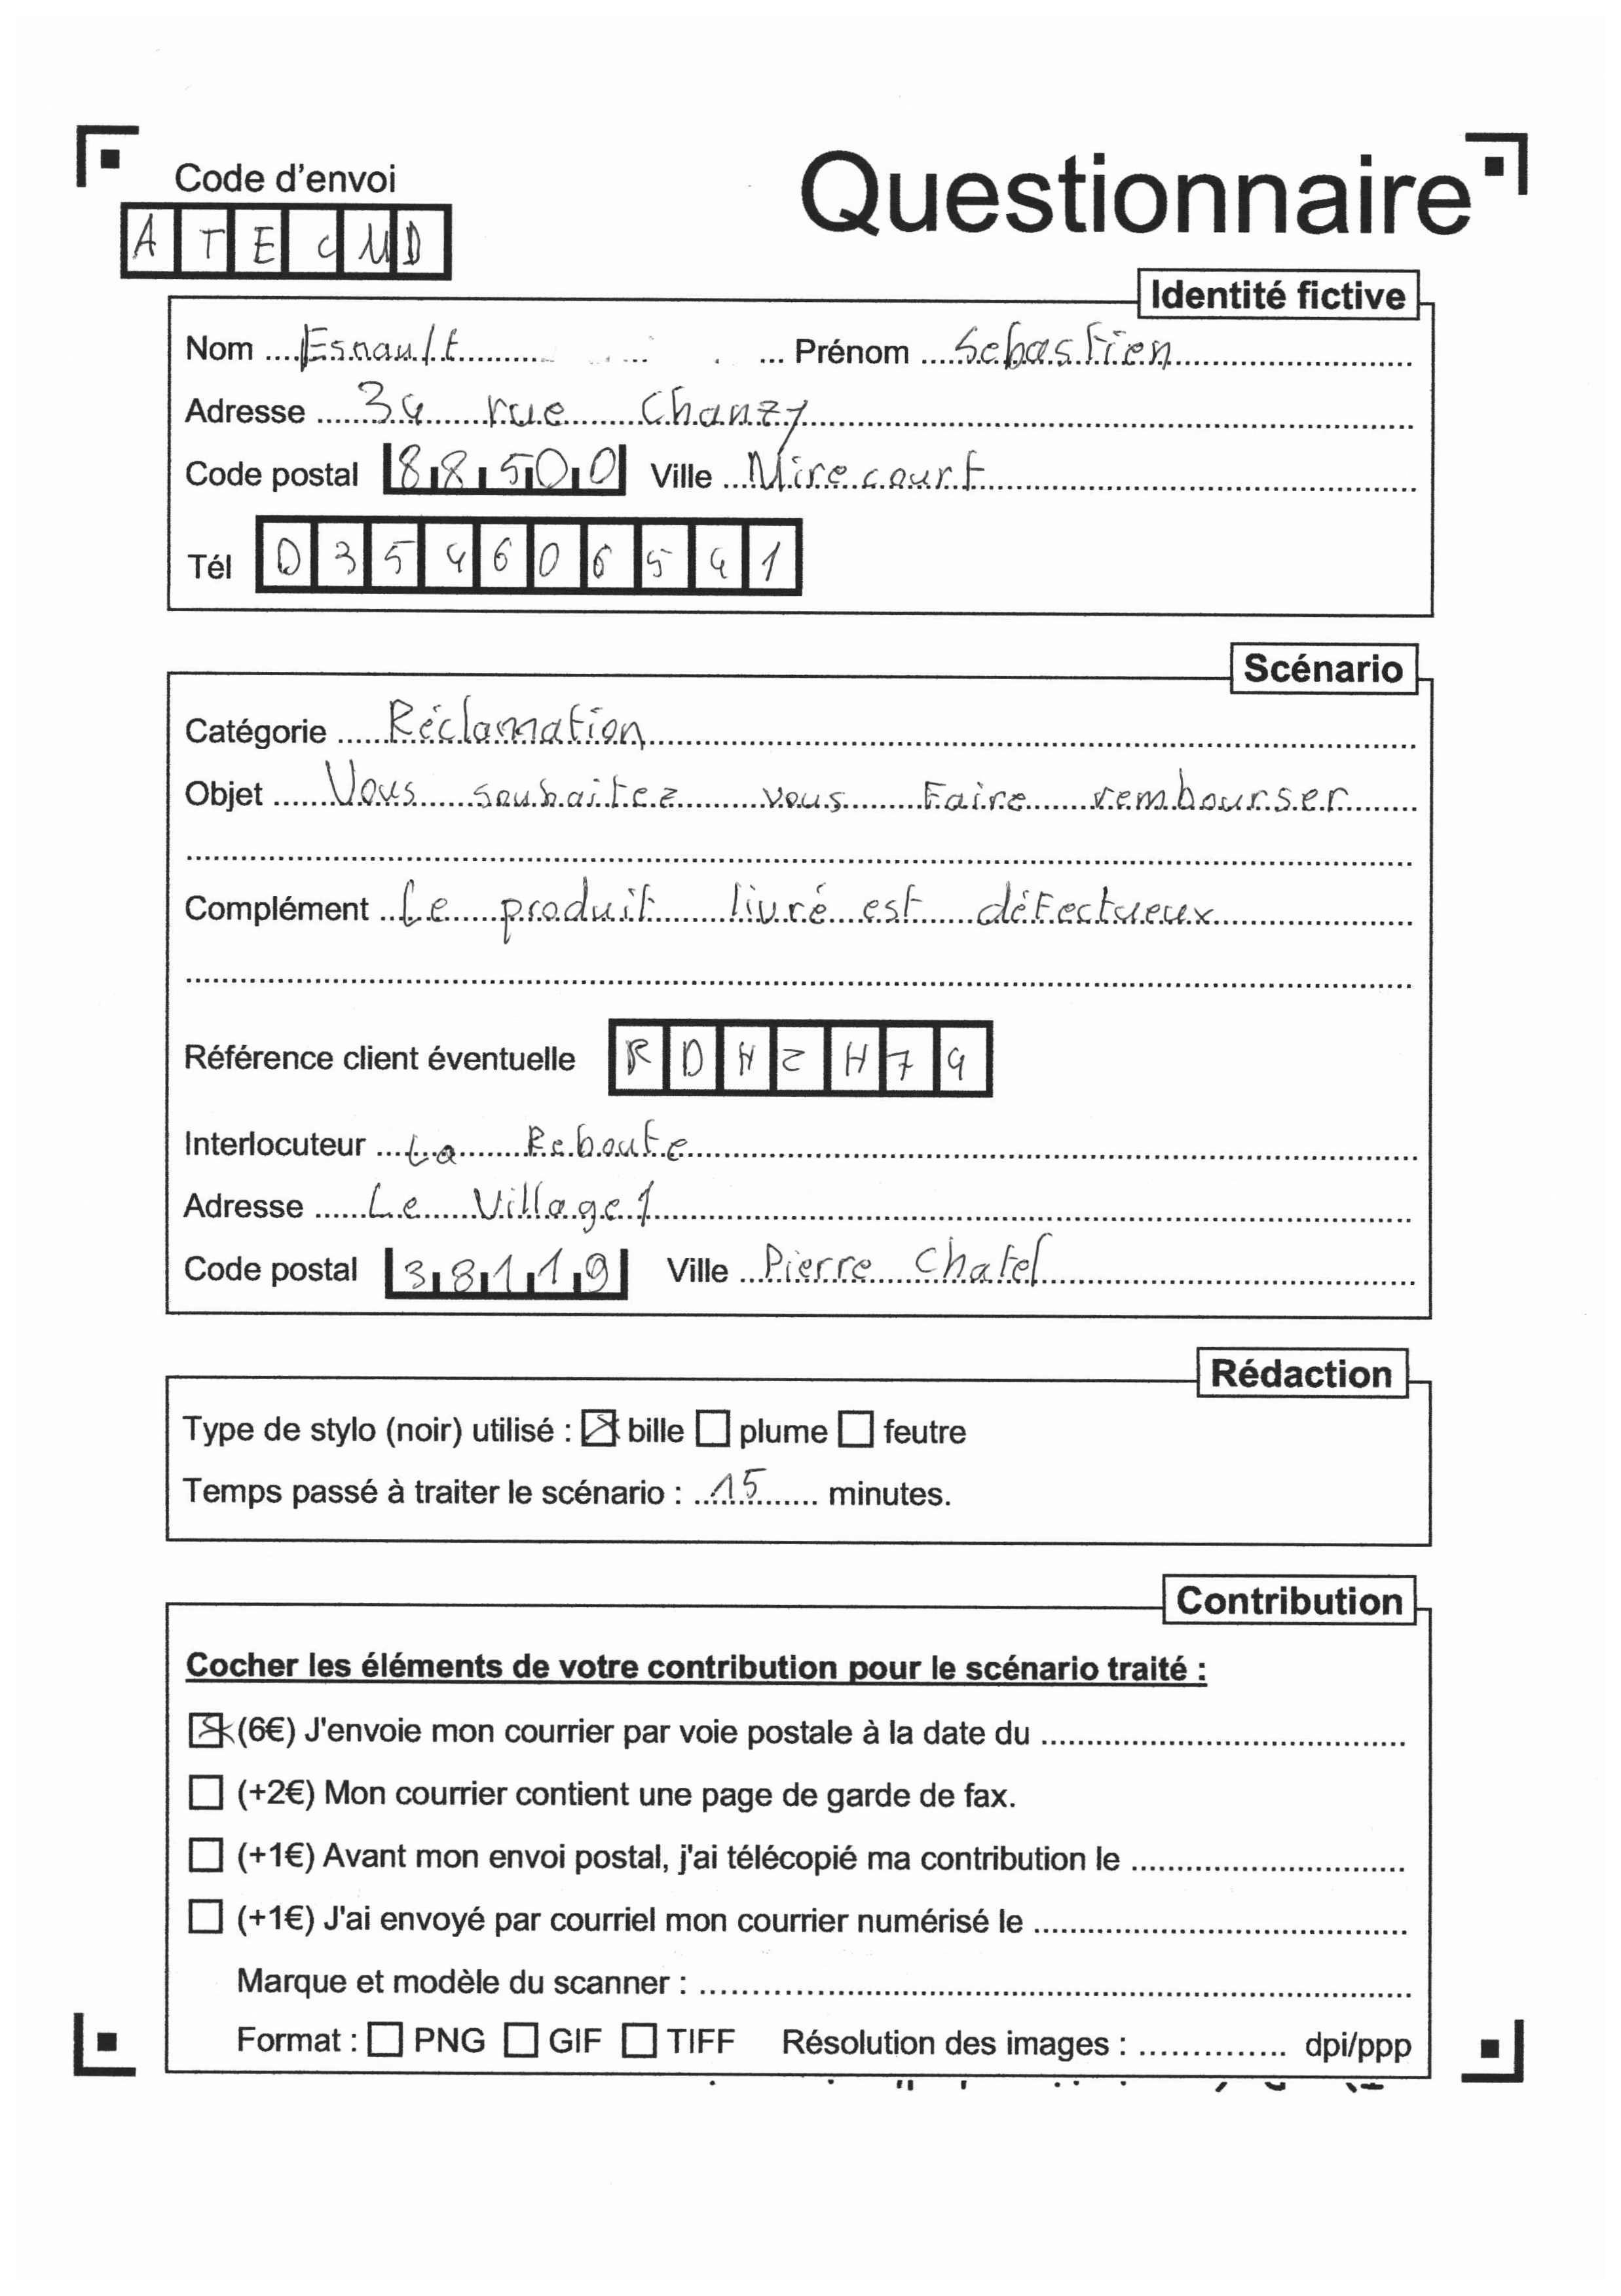 Code d'envoi
Questionnaire
A T E C M D
Identité fictive
Nom Esnault Prénom Sebastien
Adresse 34 rue Chanzy
Code postal 88500 Ville Mirecourt
Tél 0354606541
Scénario
Catégorie Réclamation
Objet Vous souhaitez vous Faire rembourser
Complément Le produit livré est défectueux
Référence client éventuelle R D H Z H 7 4
Interlocuteur La Reboute
Adresse Le Village 1
Code postal 38119 Ville Pierre Chatel
Rédaction
Type de stylo (noir) utilisé : ☒ bille ☐ plume ☐ feutre
Temps passé à traiter le scénario : 15 minutes.
Contribution
Cocher les éléments de votre contribution pour le scénario traité :
☒ (6€) J'envoie mon courrier par voie postale à la date du
☐ (+2€) Mon courrier contient une page de garde de fax.
☐ (+1€) Avant mon envoi postal, j'ai télécopié ma contribution le
☐ (+1€) J'ai envoyé par courriel mon courrier numérisé le
Marque et modèle du scanner :
Format : ☐ PNG ☐ GIF ☐ TIFF Résolution des images : dpi/ppp